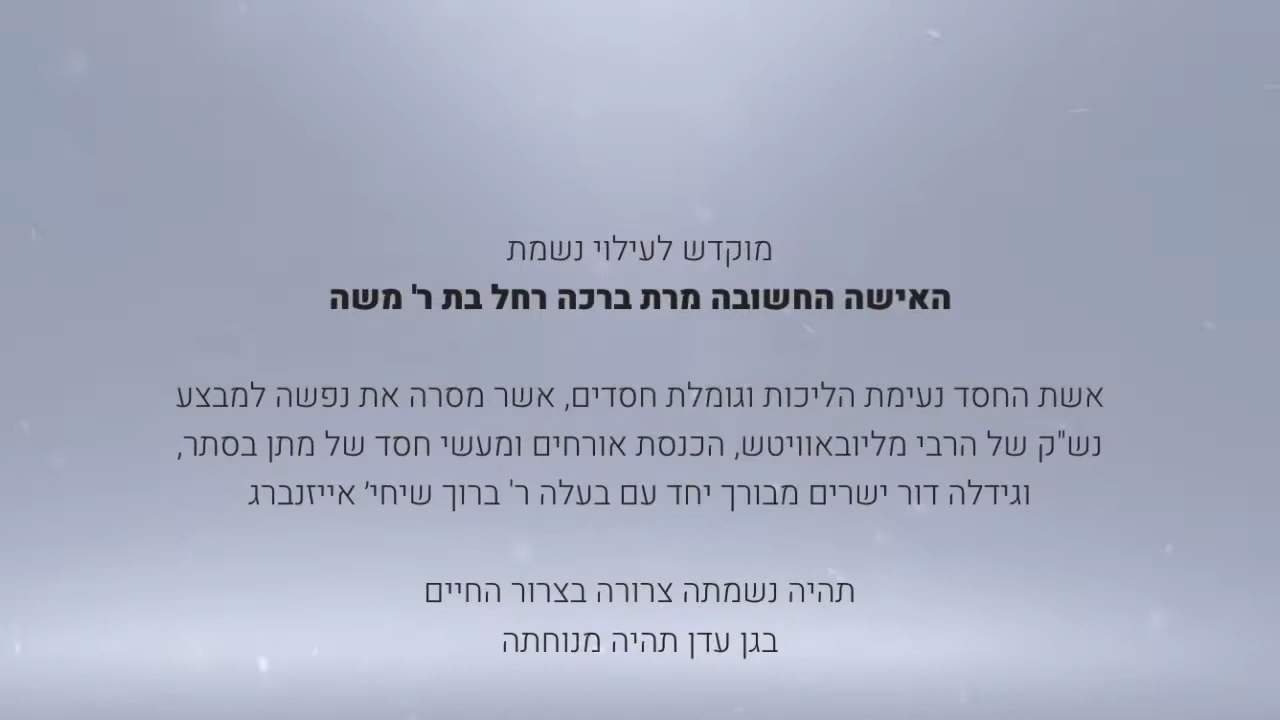 מוקדש לעילוי נשמת
האישה החשובה מרת ברכה רחל בת ר' משה
אשת החסד נעימת הליכות וגומלת חסדים, אשר מסרה את נפשה למבצע
נש"ק של הרבי מליובאוויטש, הכנסת אורחים ומעשי חסד של מתן בסתר,
וגידלה דור ישרים מבורך יחד עם בעלה ר' ברוך שיחי׳ אייזנברג
תהיה נשמתה צרורה בצרור החיים
בגן עדן תהיה מנוחתה